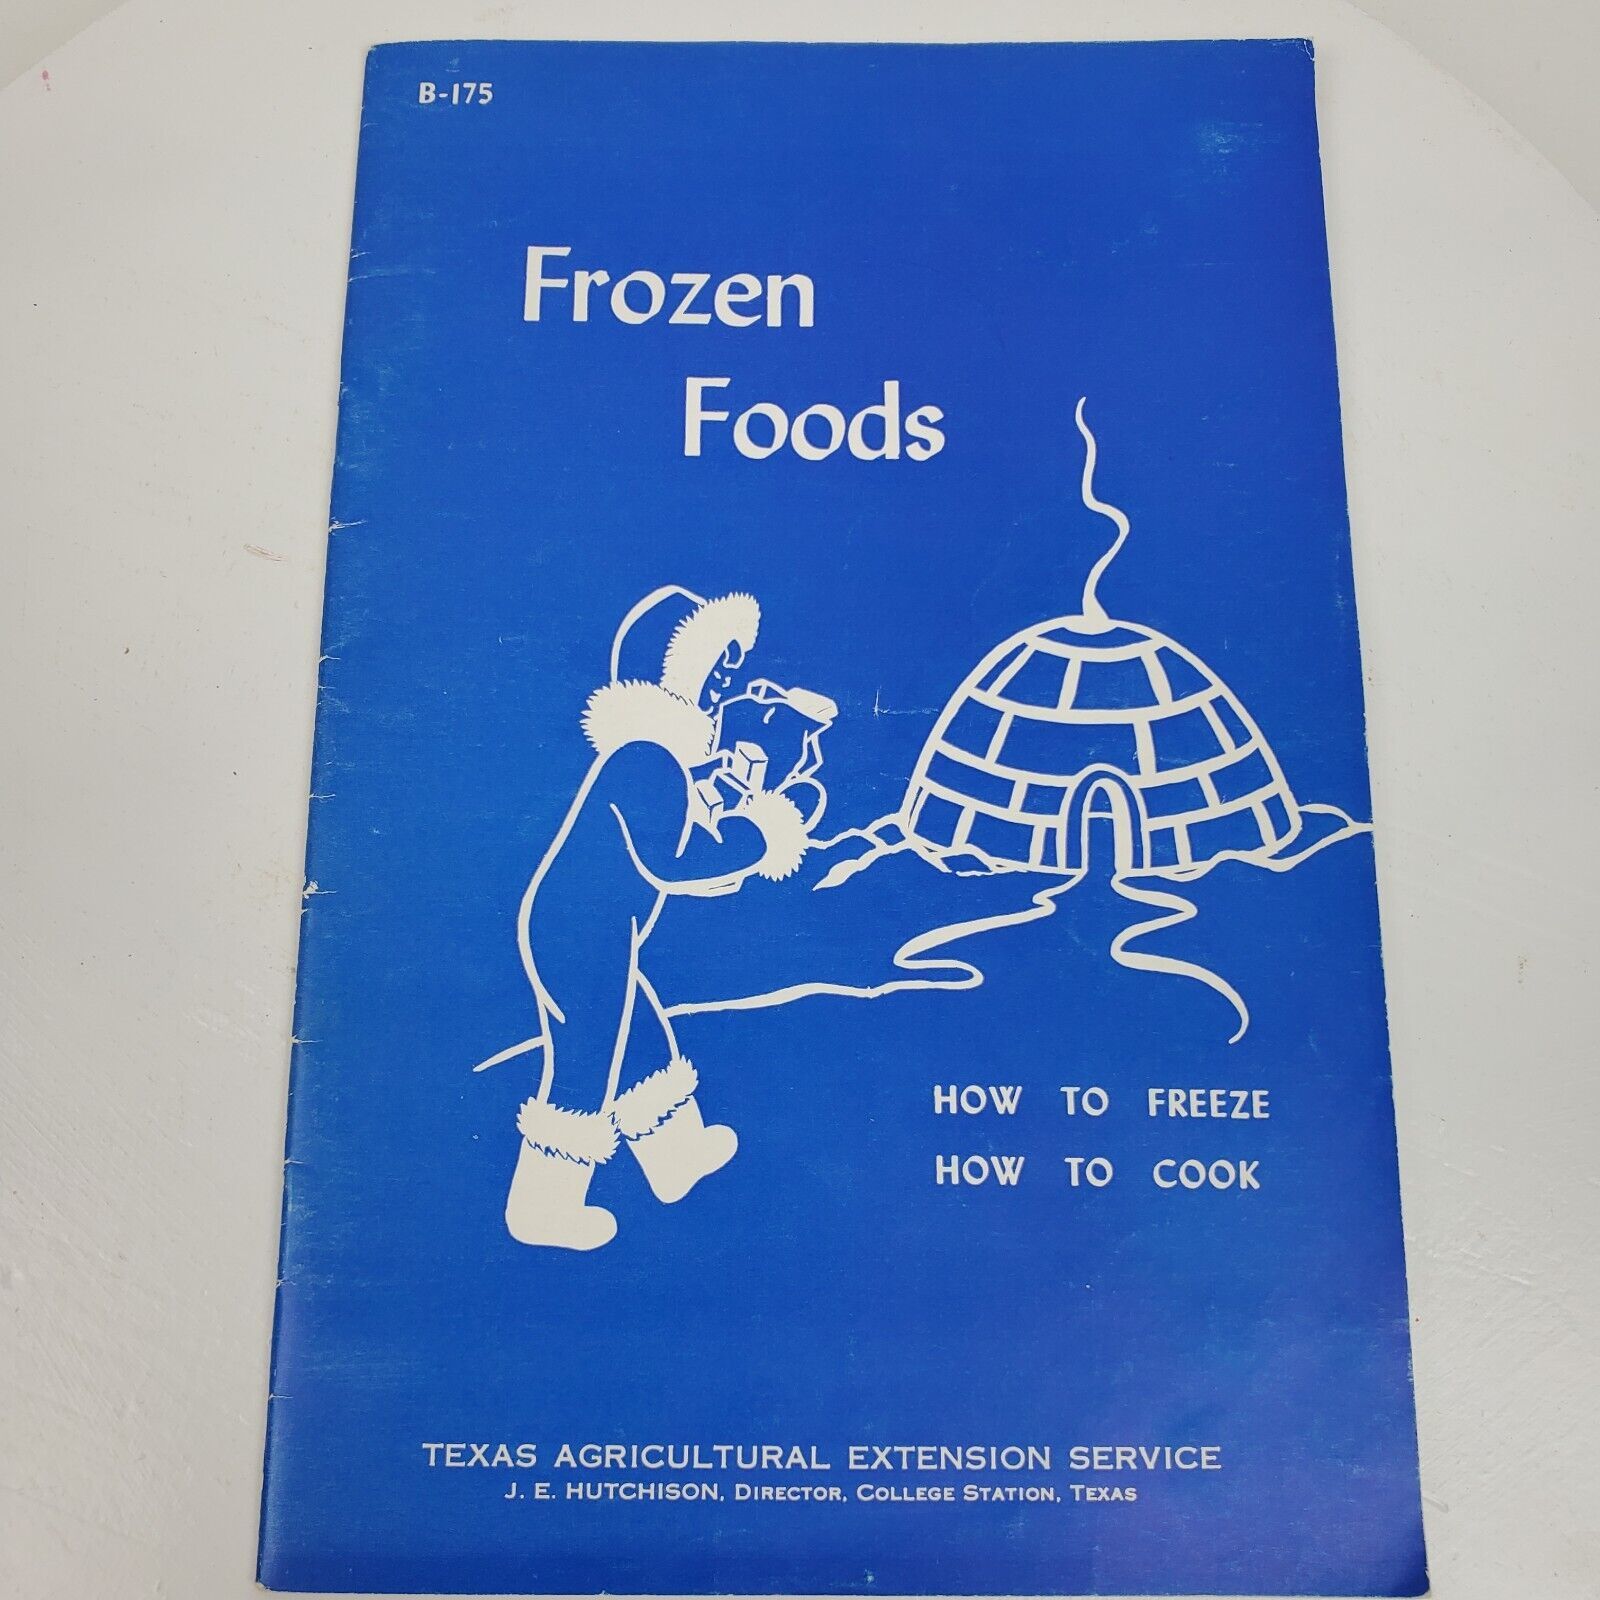 B-175
Frozen
Foods
HOW TO FREEZE
HOW TO COOK
TEXAS AGRICULTURAL EXTENSION SERVICE
J. E. HUTCHISON, DIRECTOR, COLLEGE STATION, TEXAS